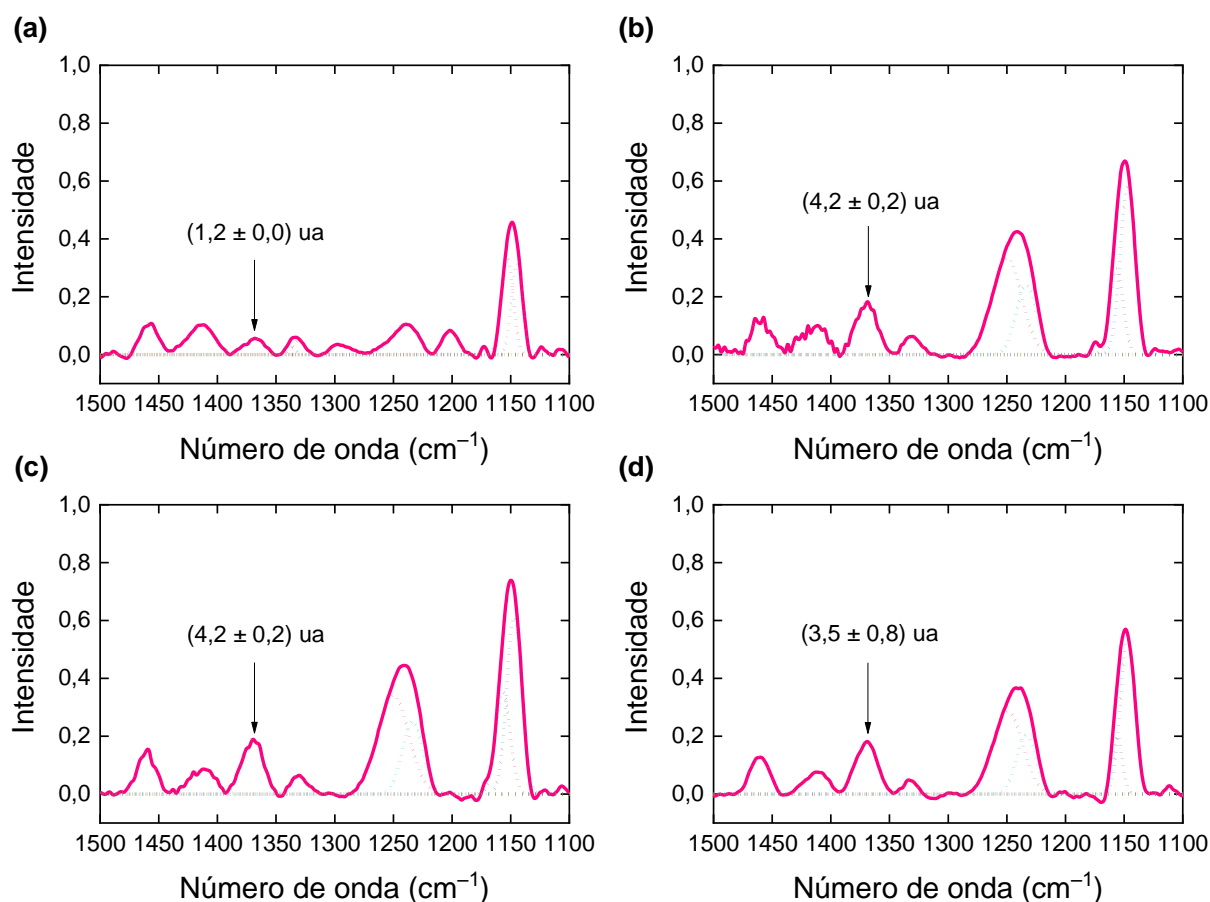 (a)
1,0
0,8
0,6
0,4
0,2
0,0
Intensidade
(1,2 ± 0,0) ua
1500 1450 1400 1350 1300 1250 1200 1150 1100
Número de onda (cm⁻¹)
(b)
1,0
0,8
0,6
0,4
0,2
0,0
Intensidade
(4,2 ± 0,2) ua
1500 1450 1400 1350 1300 1250 1200 1150 1100
Número de onda (cm⁻¹)
(c)
1,0
0,8
0,6
0,4
0,2
0,0
Intensidade
(4,2 ± 0,2) ua
1500 1450 1400 1350 1300 1250 1200 1150 1100
Número de onda (cm⁻¹)
(d)
1,0
0,8
0,6
0,4
0,2
0,0
Intensidade
(3,5 ± 0,8) ua
1500 1450 1400 1350 1300 1250 1200 1150 1100
Número de onda (cm⁻¹)